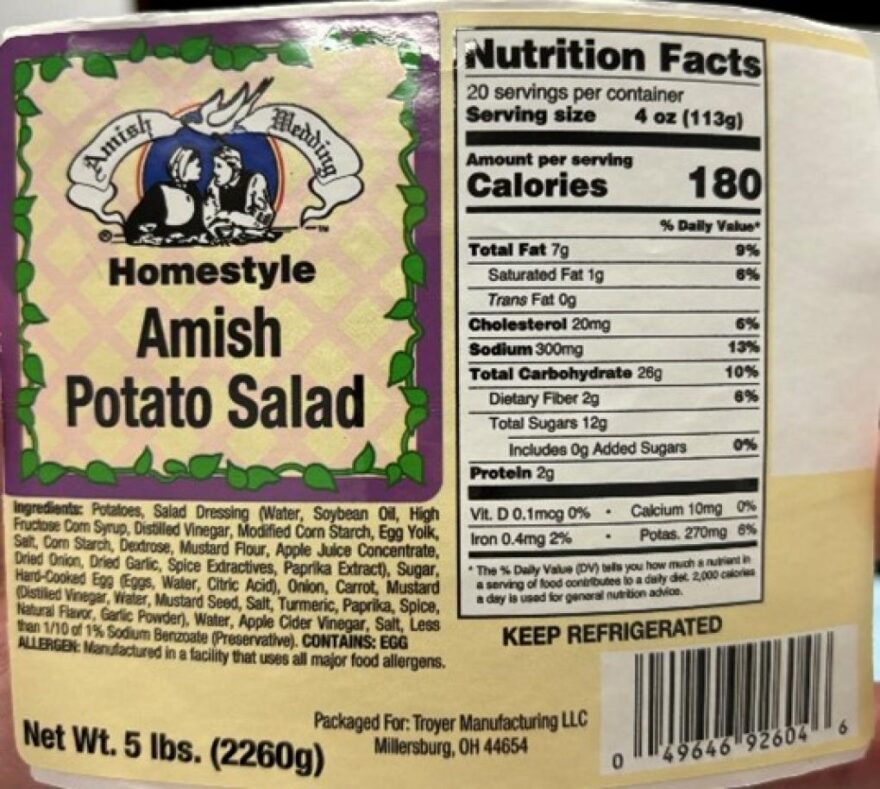 Amish Wedding
™
©
Homestyle
Amish
Potato Salad
Ingredients: Potatoes, Salad Dressing (Water, Soybean Oil, High
Fructose Corn Syrup, Distilled Vinegar, Modified Corn Starch, Egg Yolk,
Salt, Corn Starch, Dextrose, Mustard Flour, Apple Juice Concentrate,
Dried Onion, Dried Garlic, Spice Extractives, Paprika Extract), Sugar,
Hard-Cooked Egg (Eggs, Water, Citric Acid), Onion, Carrot, Mustard
(Distilled Vinegar, Water, Mustard Seed, Salt, Turmeric, Paprika, Spice,
Natural Flavor, Garlic Powder), Water, Apple Cider Vinegar, Salt, Less
than 1/10 of 1% Sodium Benzoate (Preservative). CONTAINS: EGG
ALLERGEN: Manufactured in a facility that uses all major food allergens.
Net Wt. 5 lbs. (2260g)
Packaged For: Troyer Manufacturing LLC
Millersburg, OH 44654
Nutrition Facts
20 servings per container
Serving size 4 oz (113g)
Amount per serving
Calories 180
% Daily Value*
Total Fat 7g 9%
Saturated Fat 1g 6%
Trans Fat 0g
Cholesterol 20mg 6%
Sodium 300mg 13%
Total Carbohydrate 26g 10%
Dietary Fiber 2g 6%
Total Sugars 12g
Includes 0g Added Sugars 0%
Protein 2g
Vit. D 0.1mcg 0% • Calcium 10mg 0%
Iron 0.4mg 2% • Potas. 270mg 6%
* The % Daily Value (DV) tells you how much a nutrient in
a serving of food contributes to a daily diet. 2,000 calories
a day is used for general nutrition advice.
KEEP REFRIGERATED
0 49646 92604 6